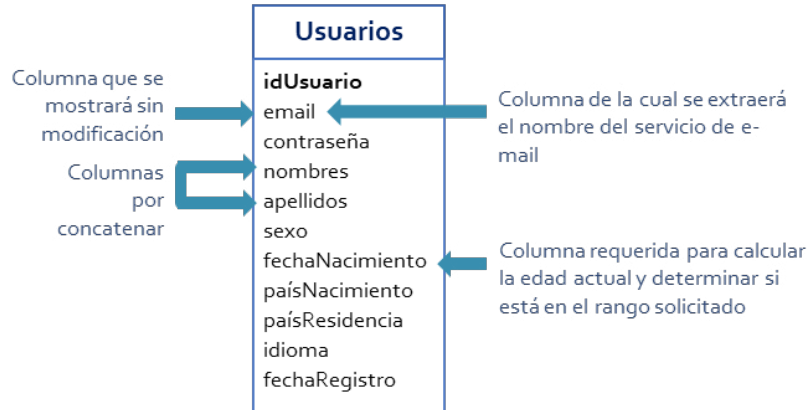 Usuarios
Columna que se
mostrará sin
modificación
Columnas
por
concatenar
idUsuario
email
contraseña
nombres
apellidos
sexo
fechaNacimiento
paísNacimiento
paísResidencia
idioma
fechaRegistro
Columna de la cual se extraerá
el nombre del servicio de e-
mail
Columna requerida para calcular
la edad actual y determinar si
está en el rango solicitado